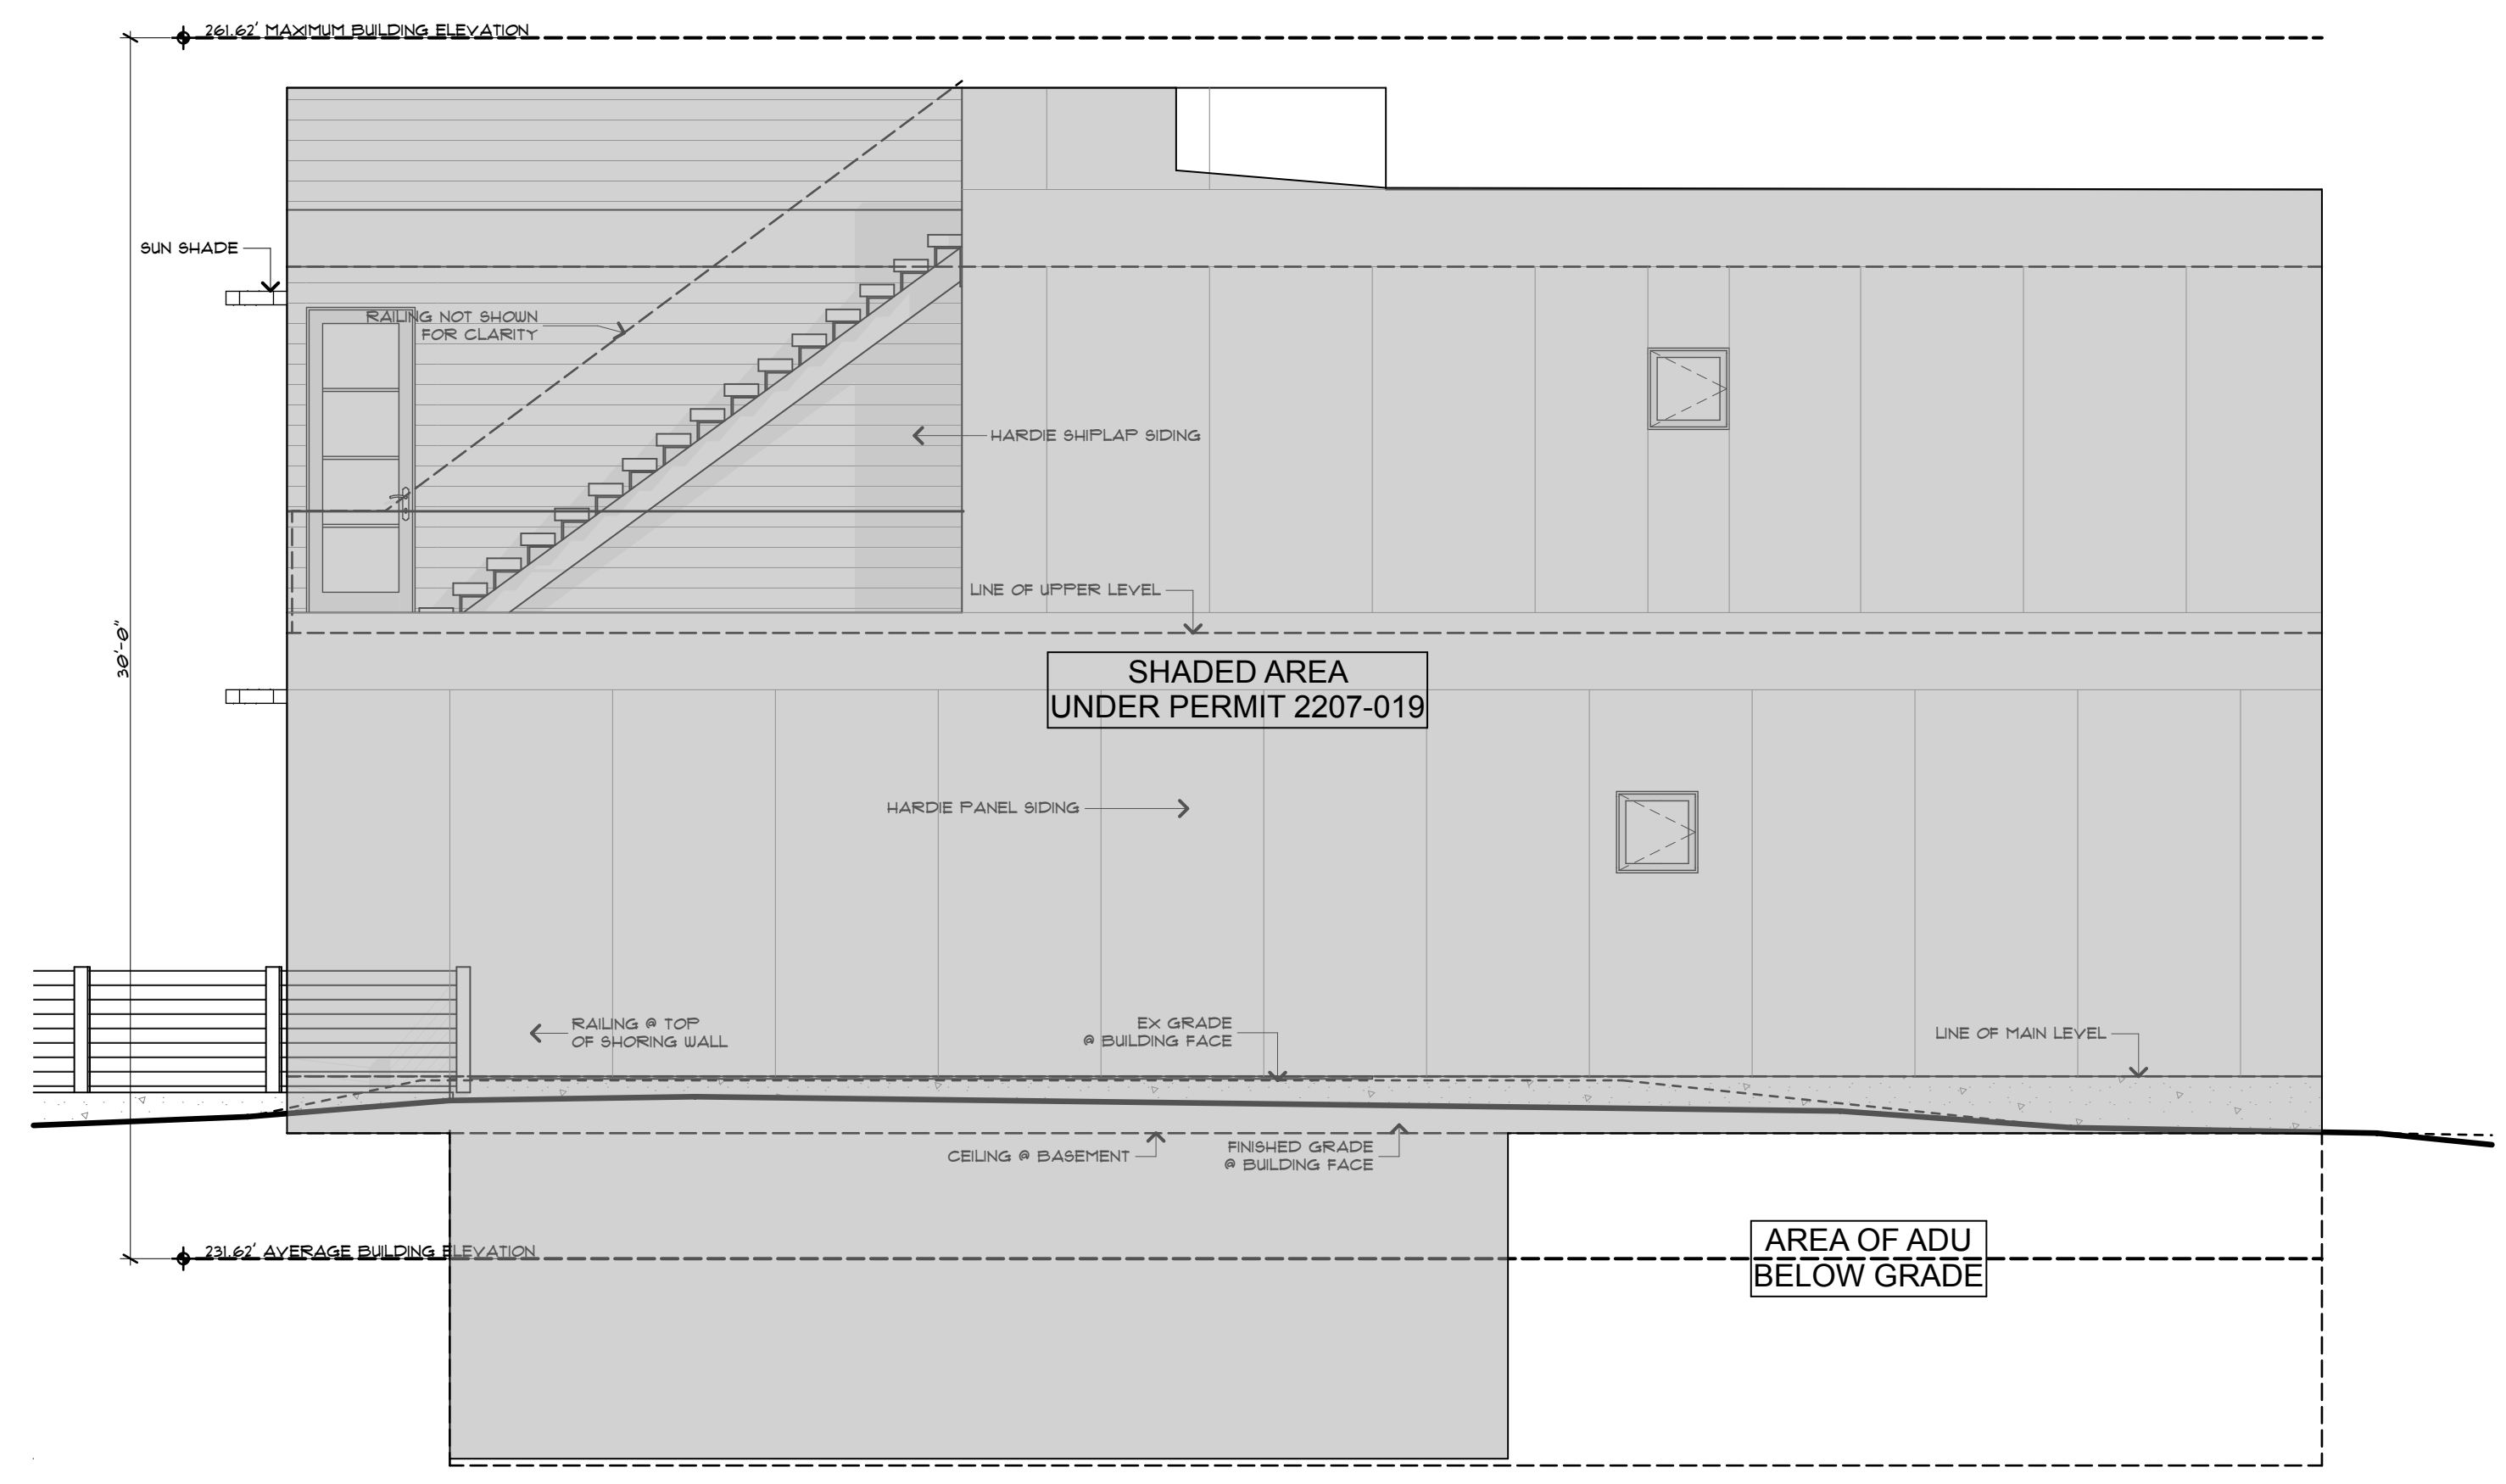 261.62' MAXIMUM BUILDING ELEVATION
SUN SHADE
RAILING NOT SHOWN
FOR CLARITY
HARDIE SHIPLAP SIDING
LINE OF UPPER LEVEL
30'-0"
SHADED AREA
UNDER PERMIT 2207-019
HARDIE PANEL SIDING
RAILING @ TOP
OF SHORING WALL
EX GRADE
@ BUILDING FACE
LINE OF MAIN LEVEL
CEILING @ BASEMENT
FINISHED GRADE
@ BUILDING FACE
231.62' AVERAGE BUILDING ELEVATION
AREA OF ADU
BELOW GRADE